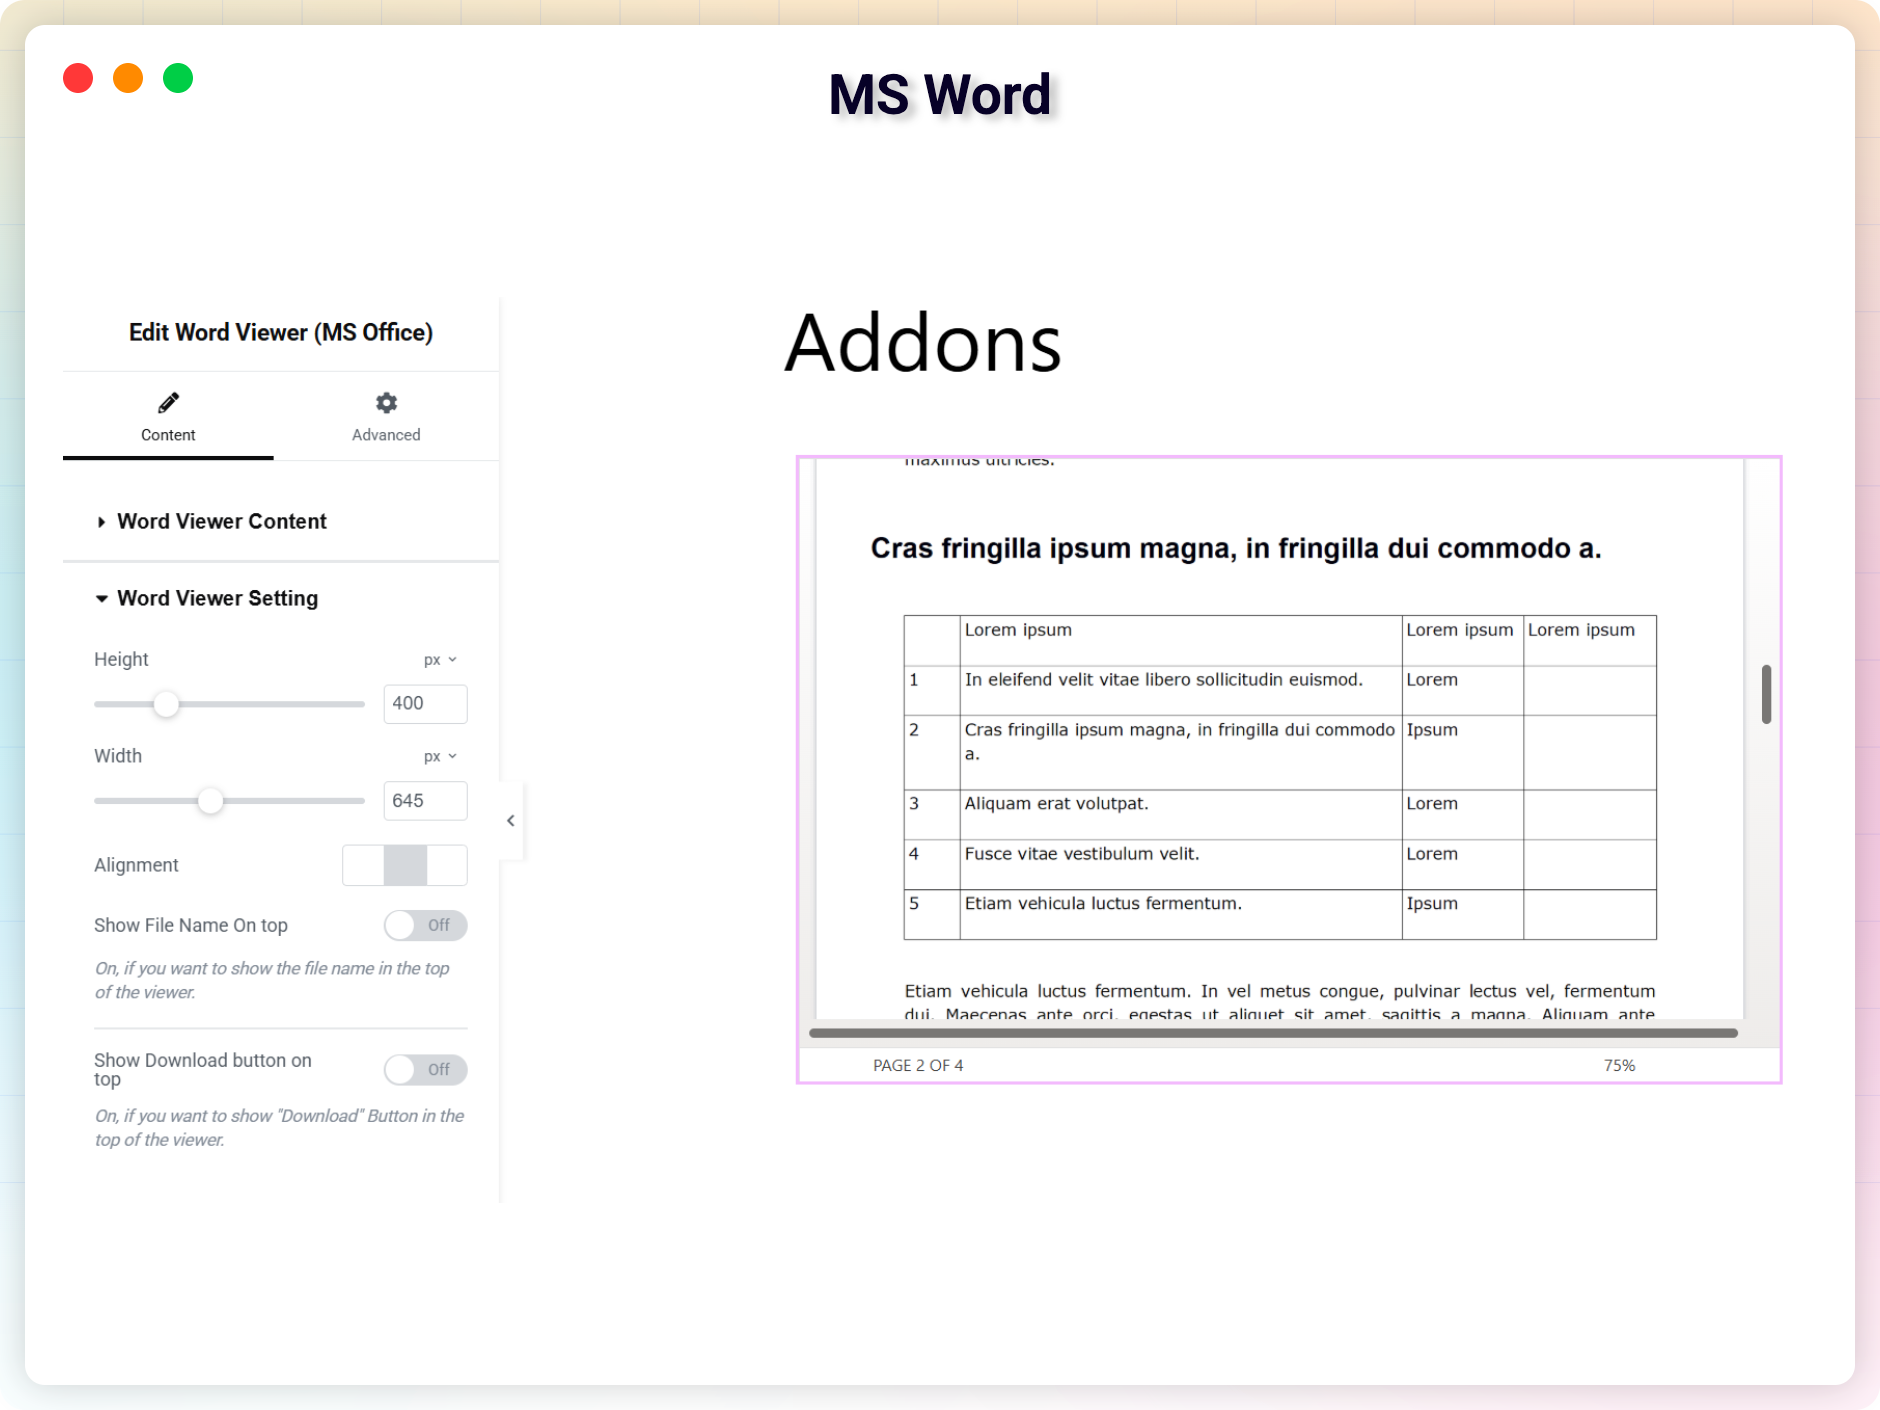 MS Word
Edit Word Viewer (MS Office)
Content
Advanced
Word Viewer Content
Word Viewer Setting
Height
px
400
Width
px
645
Alignment
Show File Name On top
Off
On, if you want to show the file name in the top
of the viewer.
Show Download button on
top
Off
On, if you want to show "Download" Button in the
top of the viewer.
Addons
maximus ultricies.
Cras fringilla ipsum magna, in fringilla dui commodo a.
Lorem ipsum Lorem ipsum Lorem ipsum
1 In eleifend velit vitae libero sollicitudin euismod. Lorem
2 Cras fringilla ipsum magna, in fringilla dui commodo Ipsum
a.
3 Aliquam erat volutpat. Lorem
4 Fusce vitae vestibulum velit. Lorem
5 Etiam vehicula luctus fermentum. Ipsum
Etiam vehicula luctus fermentum. In vel metus congue, pulvinar lectus vel, fermentum
dui. Maecenas ante orci, egestas ut aliquet sit amet, sagittis a magna. Aliquam ante
PAGE 2 OF 4
75%